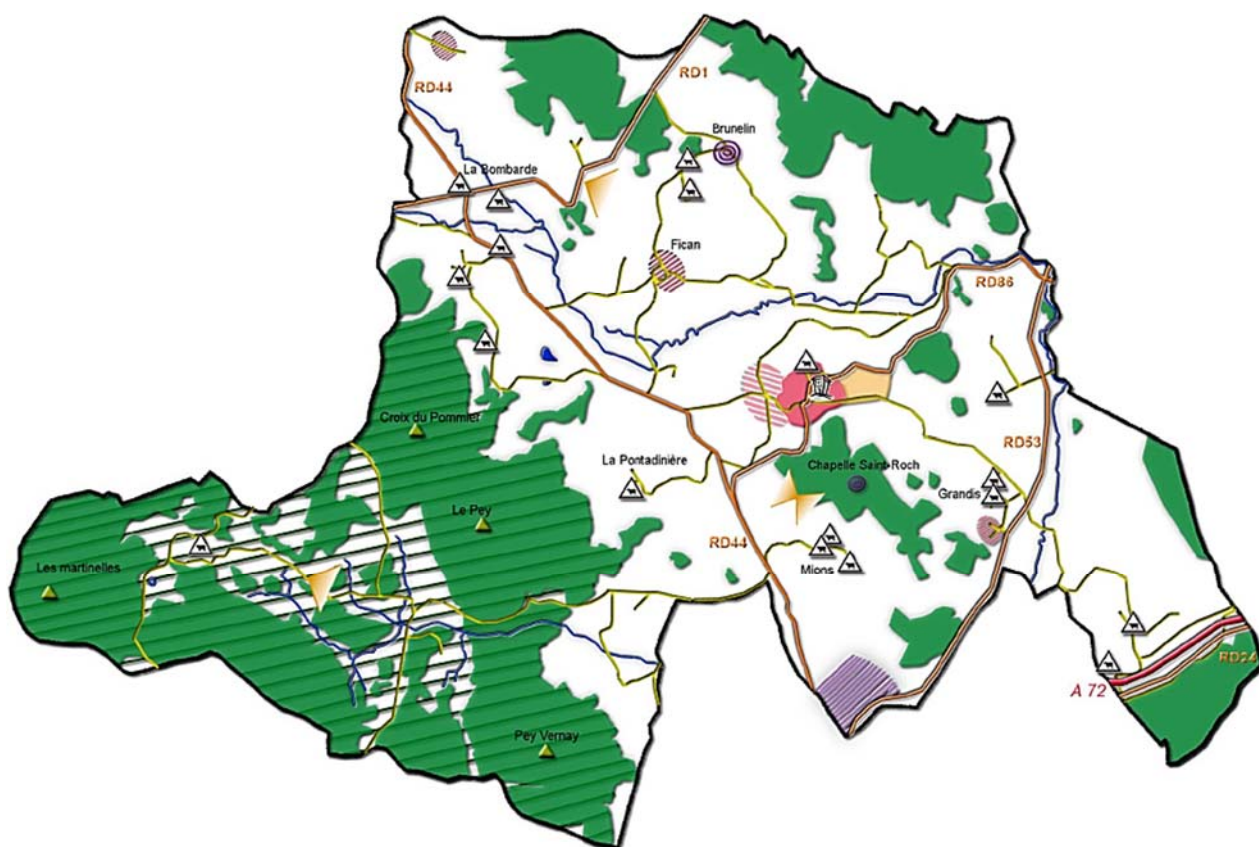 RD1
RD44
Brunelin
La Bombarde
Fican
RD86
Croix du Pommier
RD53
La Pontadinière
Chapelle Saint-Roch
Grandis
Le Pey
RD44
Mions
Les martinelles
A 72
Pey Vernay